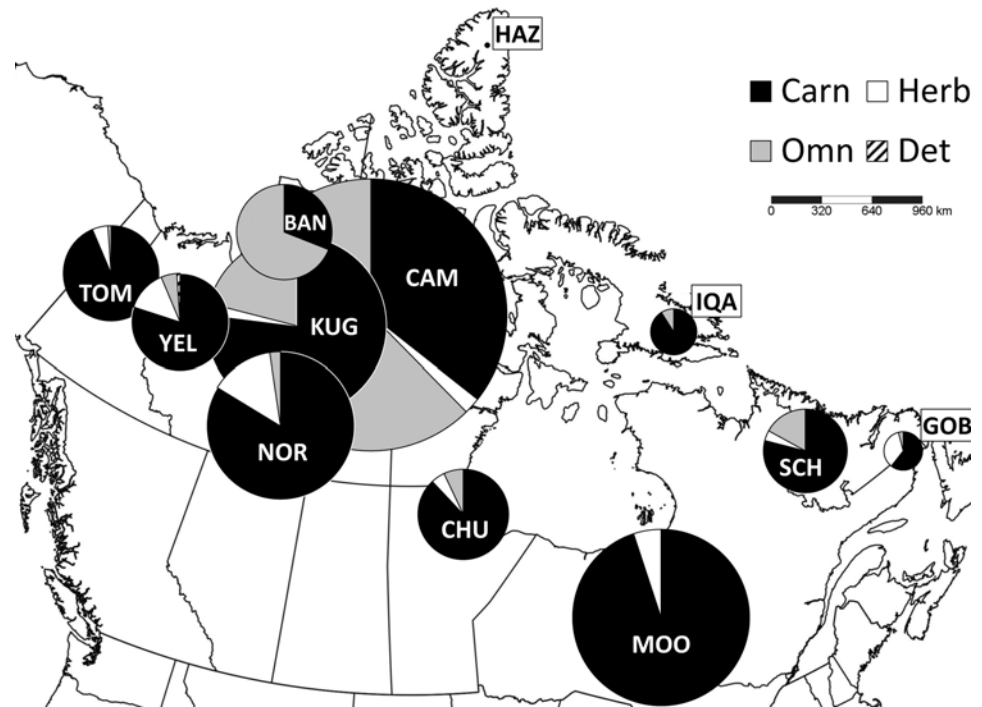 HAZ
Carn Herb
Omn Det
0 320 640 960 km
BAN
CAM
TOM
IQA
KUG
YEL
GOB
NOR
SCH
CHU
MOO